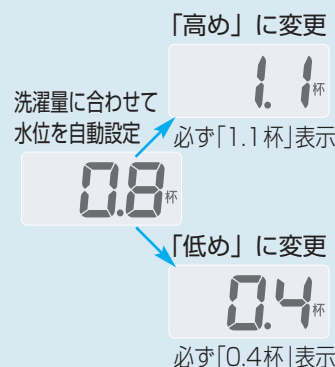 「高め」に変更
1.1杯
必ず「1.1杯」表示
洗濯量に合わせて
水位を自動設定
0.8杯
「低め」に変更
0.4杯
必ず「0.4杯」表示